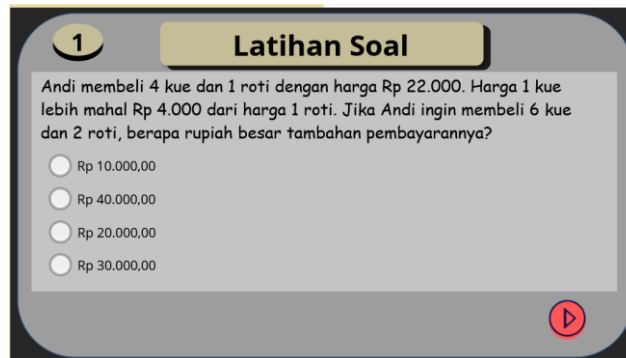 1
Latihan Soal
Andi membeli 4 kue dan 1 roti dengan harga Rp 22.000. Harga 1 kue
lebih mahal Rp 4.000 dari harga 1 roti. Jika Andi ingin membeli 6 kue
dan 2 roti, berapa rupiah besar tambahan pembayarannya?
Rp 10.000,00
Rp 40.000,00
Rp 20.000,00
Rp 30.000,00